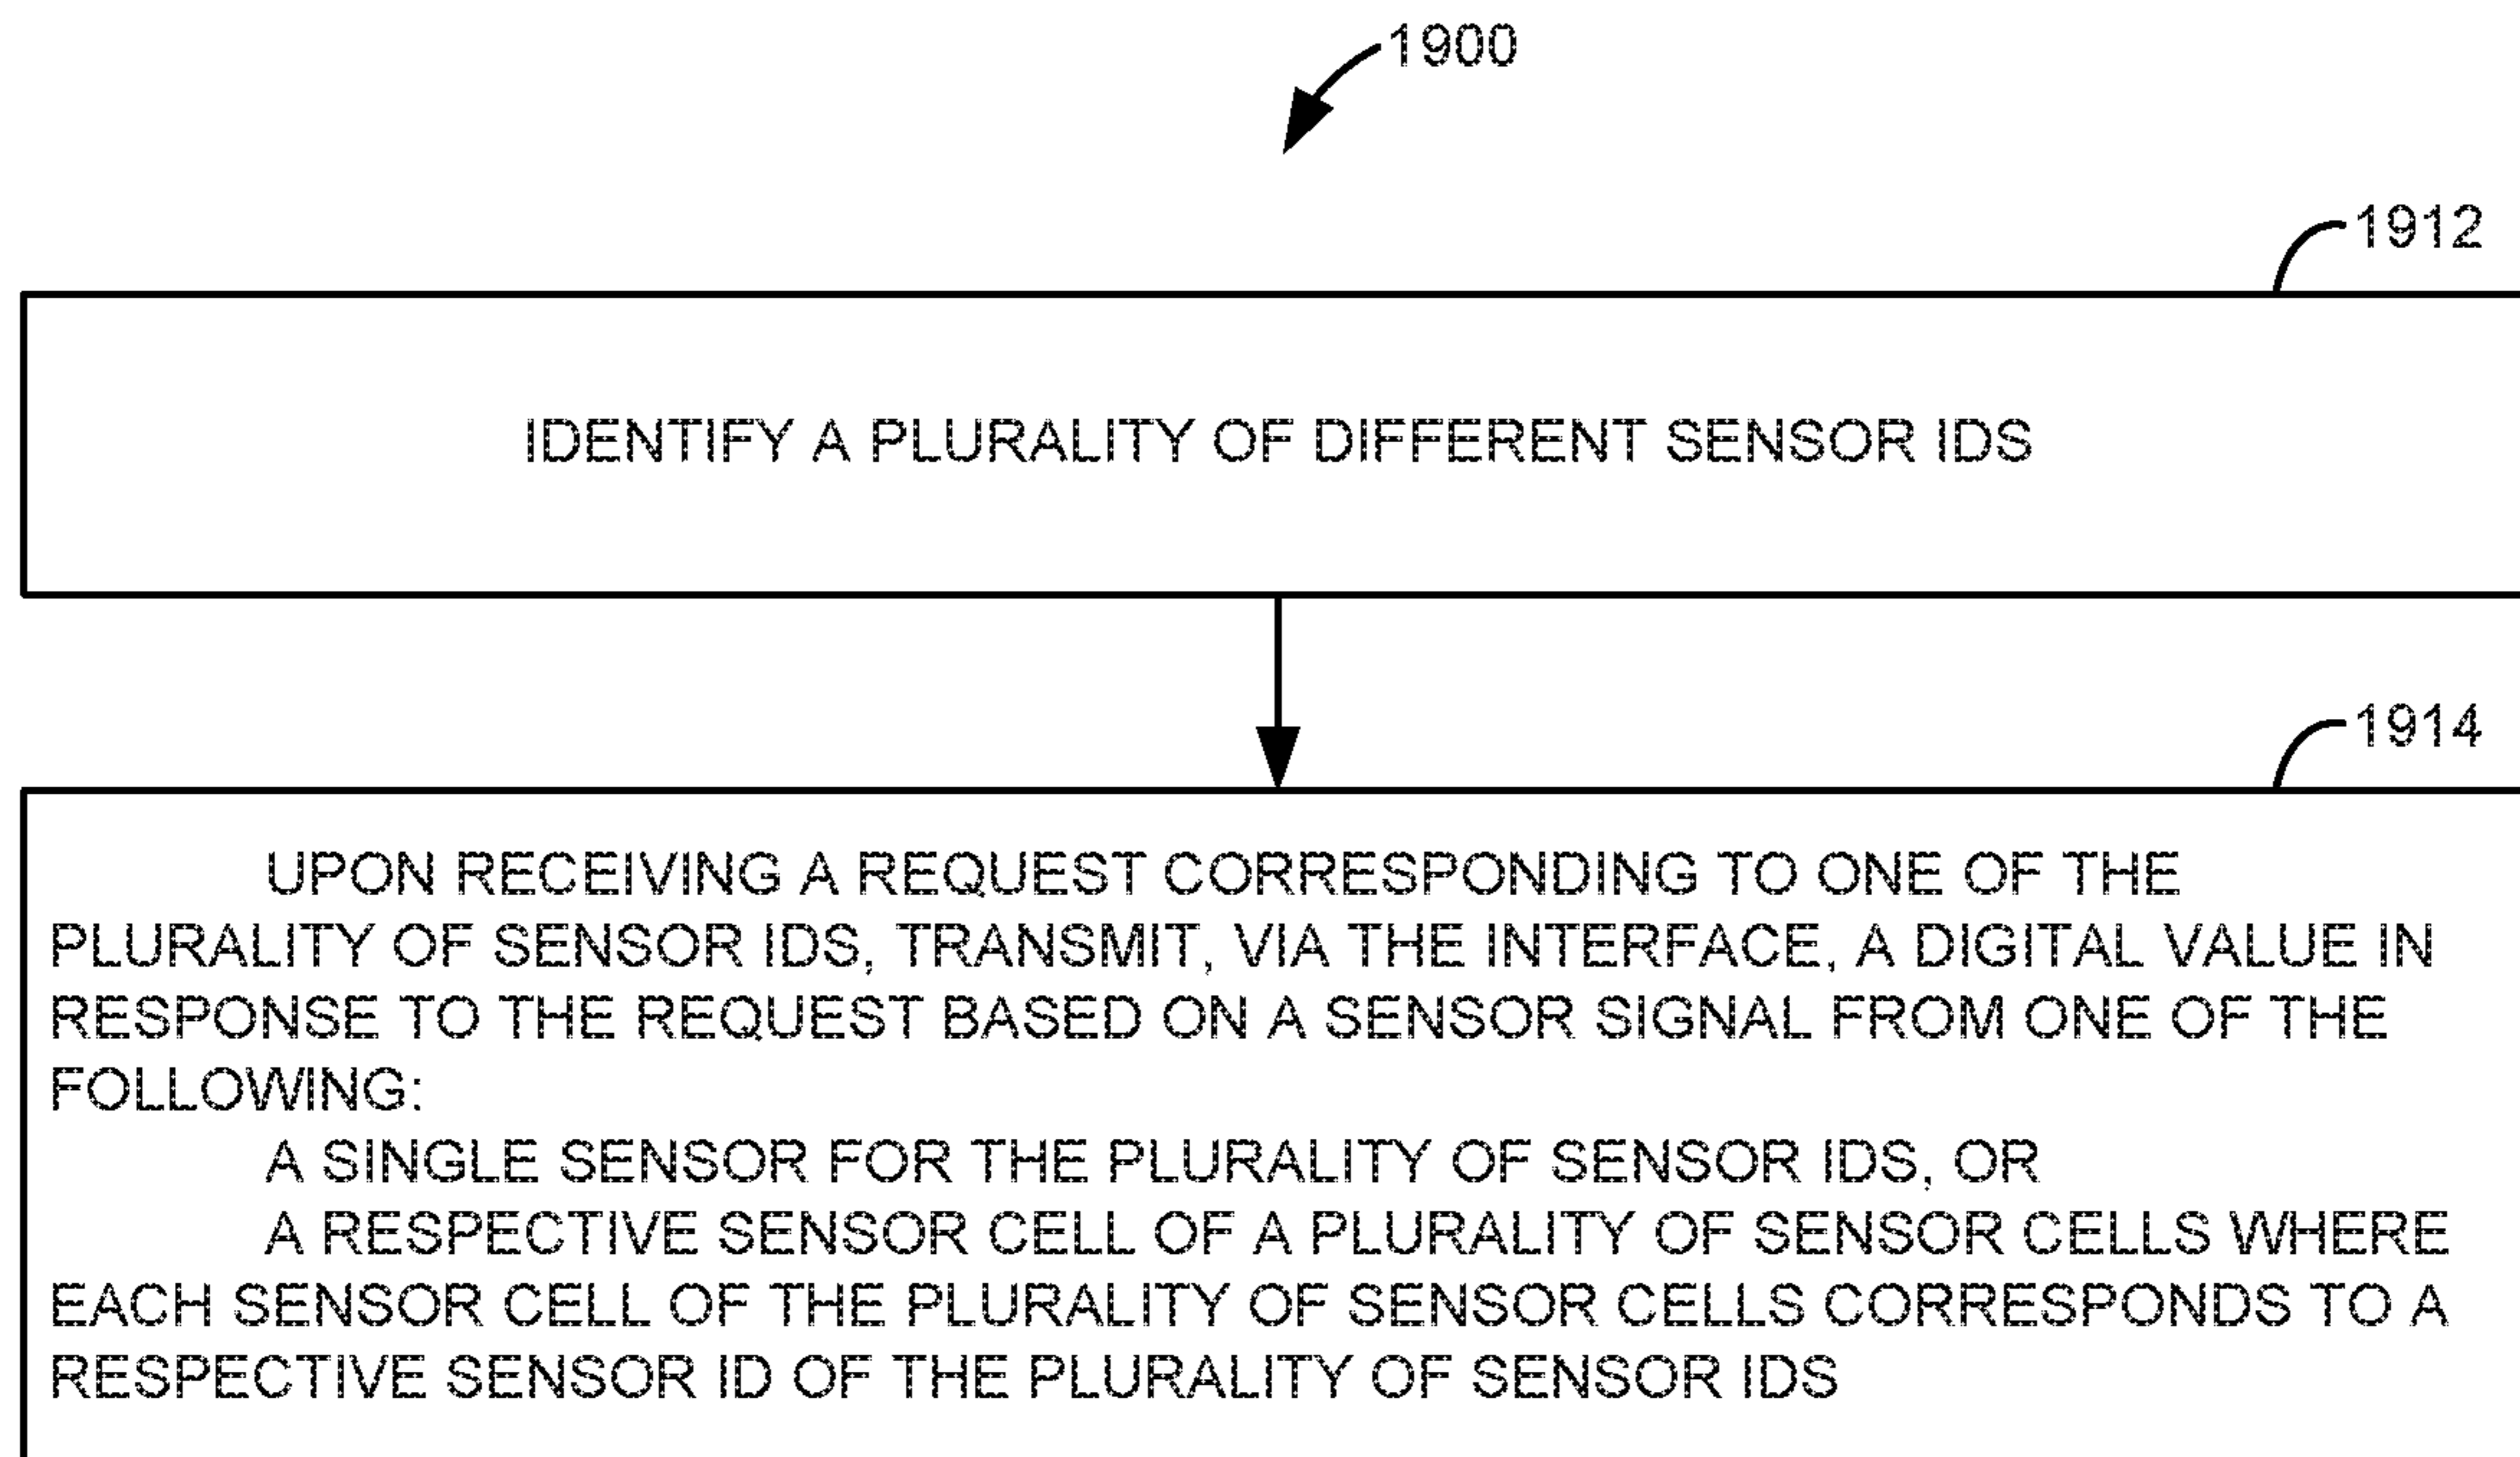 1900
1912
IDENTIFY A PLURALITY OF DIFFERENT SENSOR IDS
1914
UPON RECEIVING A REQUEST CORRESPONDING TO ONE OF THE
PLURALITY OF SENSOR IDS, TRANSMIT, VIA THE INTERFACE, A DIGITAL VALUE IN
RESPONSE TO THE REQUEST BASED ON A SENSOR SIGNAL FROM ONE OF THE
FOLLOWING:
A SINGLE SENSOR FOR THE PLURALITY OF SENSOR IDS, OR
A RESPECTIVE SENSOR CELL OF A PLURALITY OF SENSOR CELLS WHERE
EACH SENSOR CELL OF THE PLURALITY OF SENSOR CELLS CORRESPONDS TO A
RESPECTIVE SENSOR ID OF THE PLURALITY OF SENSOR IDS